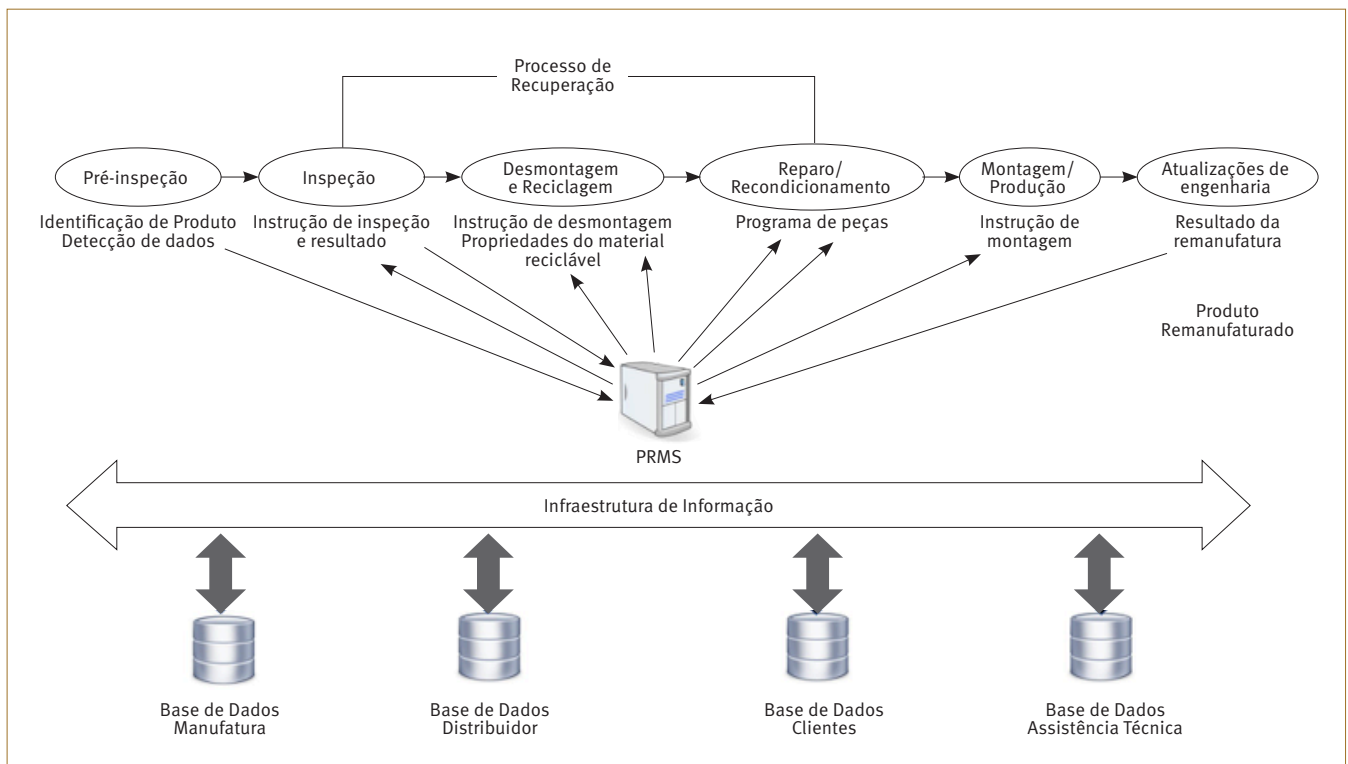 Processo de
Recuperação
Pré-inspeção
Inspeção
Desmontagem
e Reciclagem
Reparo/
Recondicionamento
Montagem/
Produção
Atualizações de
engenharia
Identificação de Produto
Detecção de dados
Instrução de inspeção
e resultado
Instrução de desmontagem
Propriedades do material
reciclável
Programa de peças
Instrução de
montagem
Resultado da
remanufatura
Produto
Remanufaturado
PRMS
Infraestrutura de Informação
Base de Dados
Manufatura
Base de Dados
Distribuidor
Base de Dados
Clientes
Base de Dados
Assistência Técnica